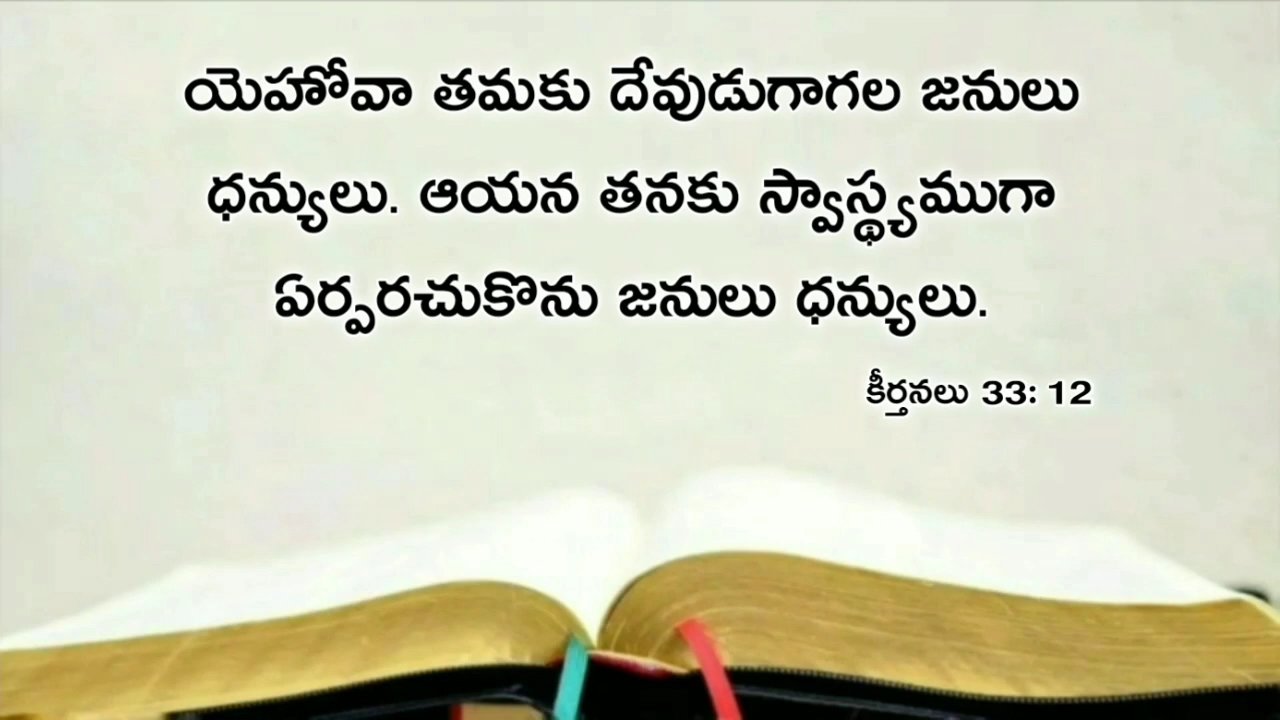 యెహోవా తమకు దేవుడుగాగల జనులు
ధన్యులు. ఆయన తనకు స్వాస్థ్యముగా
ఏర్పరచుకొను జనులు ధన్యులు.
కీర్తనలు 33: 12